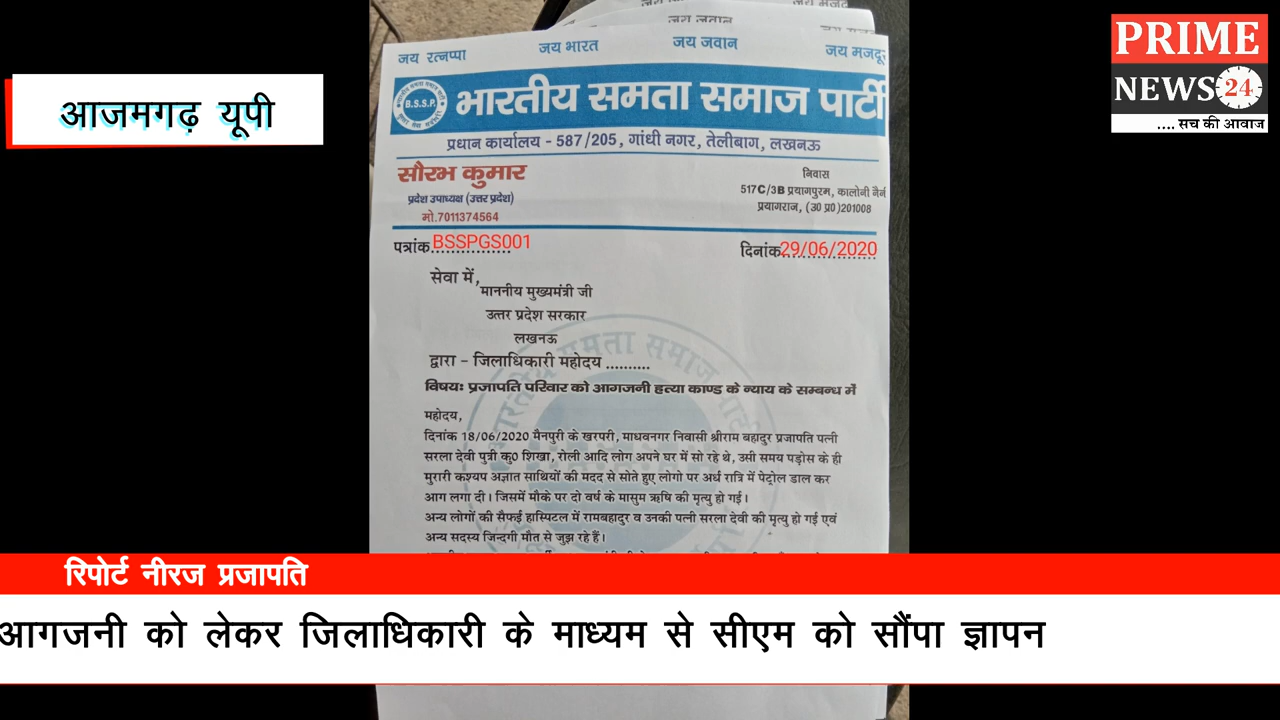 जय जवान
जय मजदूर
जय जवान
जय रत्नप्पा जय भारत जय जवान जय मजदूर
PRIME
NEWS 24
.... सच की आवाज
आजमगढ़ यूपी
B.S.S.P.
भारतीय समता समाज पार्टी
प्रधान कार्यालय - 587/205, गांधी नगर, तेलीबाग, लखनऊ
सौरभ कुमार
प्रदेश उपाध्यक्ष (उत्तर प्रदेश)
मो.7011374564
निवास
517C/3B प्रयागपुरम, कालोनी नैनी
प्रयागराज, (उ0 प्र0)201008
पत्रांक BSSPGS001
दिनांक 29/06/2020
सेवा में,
माननीय मुख्यमंत्री जी
उत्तर प्रदेश सरकार
लखनऊ
द्वारा - जिलाधिकारी महोदय ..........
विषयः प्रजापति परिवार को आगजनी हत्या काण्ड के न्याय के सम्बन्ध में
महोदय,
दिनांक 18/06/2020 मैनपुरी के खरपरी, माधवनगर निवासी श्रीराम बहादुर प्रजापति पत्नी
सरला देवी पुत्री कु0 शिखा, रोली आदि लोग अपने घर में सो रहे थे, उसी समय पड़ोस के ही
मुरारी कश्यप अज्ञात साथियों की मदद से सोते हुए लोगो पर अर्ध रात्रि में पेट्रोल डाल कर
आग लगा दी। जिसमें मौके पर दो वर्ष के मासुम ऋषि की मृत्यु हो गई।
अन्य लोगों की सैफई हास्पिटल में रामबहादुर व उनकी पत्नी सरला देवी की मृत्यु हो गई एवं
अन्य सदस्य जिन्दगी मौत से जुझ रहे हैं।
रिपोर्ट नीरज प्रजापति
आगजनी को लेकर जिलाधिकारी के माध्यम से सीएम को सौंपा ज्ञापन